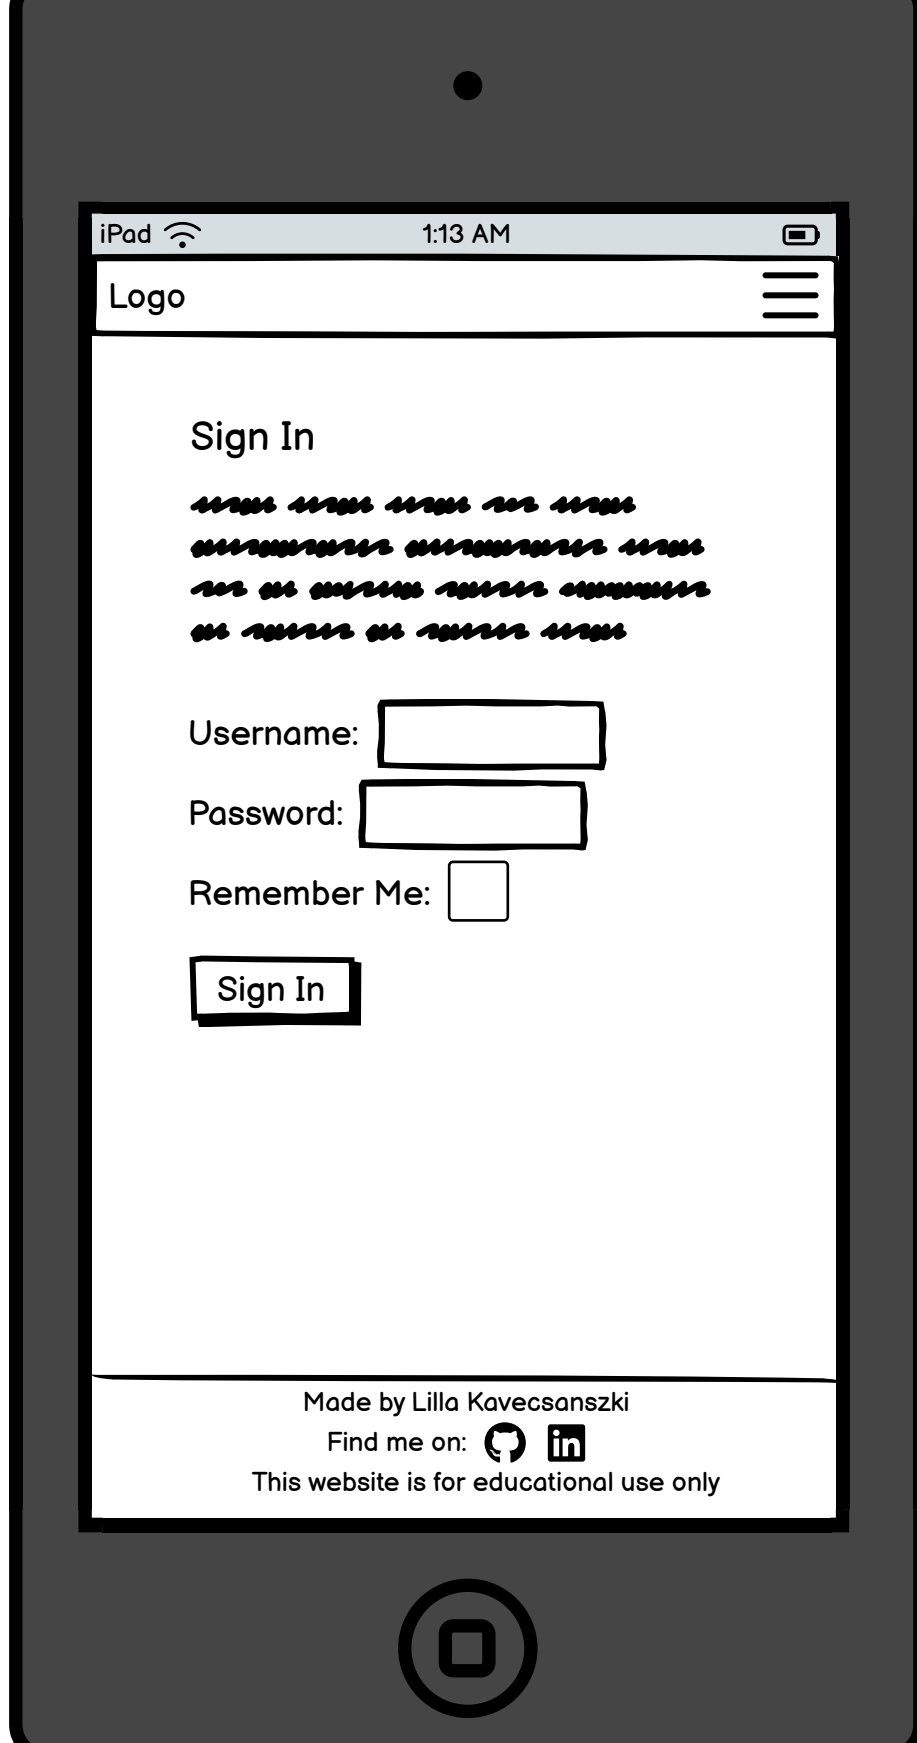 iPad 1:13 AM
Logo
Sign In
Username:
Password:
Remember Me:
Sign In
Made by Lilla Kavecsanszki
Find me on: in
This website is for educational use only